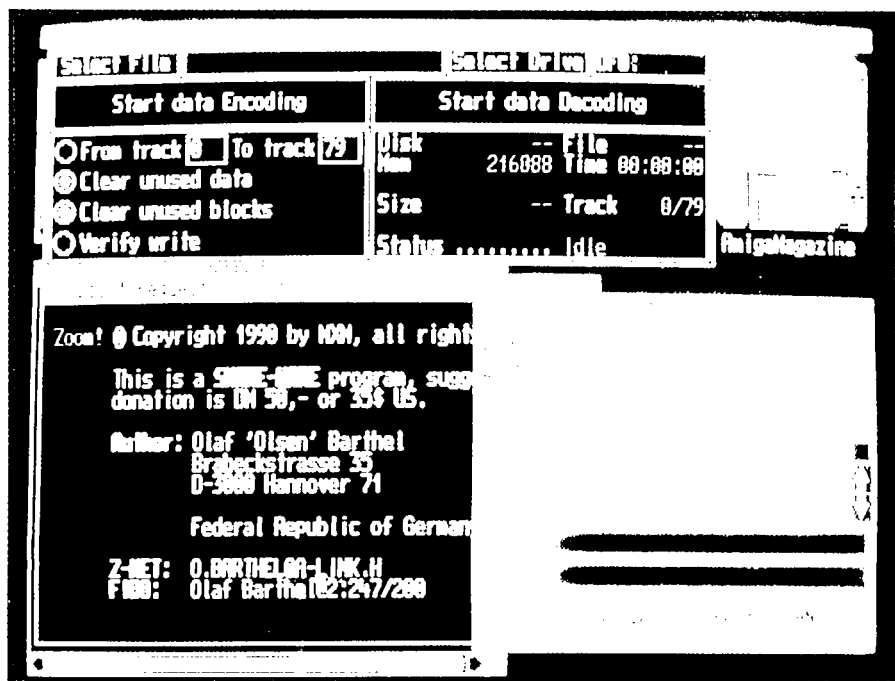 Select File
Select Drive DF0:
Start data Encoding
Start data Decoding
From track 0 To track 79
Clear unused data
Clear unused blocks
Verify write
Disk -- File --
Mem 216088 Time 00:00:00
Size -- Track 0/79
Status ......... Idle
AmigaMagazine
Zoom! © Copyright 1990 by MXM, all rights
This is a SHARE-WARE program, sugg
donation is DM 50,- or 35$ US.
Author: Olaf 'Olsen' Barthel
Brabeckstrasse 35
D-3000 Hannover 71
Federal Republic of German
Z-NET: O.BARTHEL@A-LINK.H
FIDO: Olaf Barthel@2:247/200